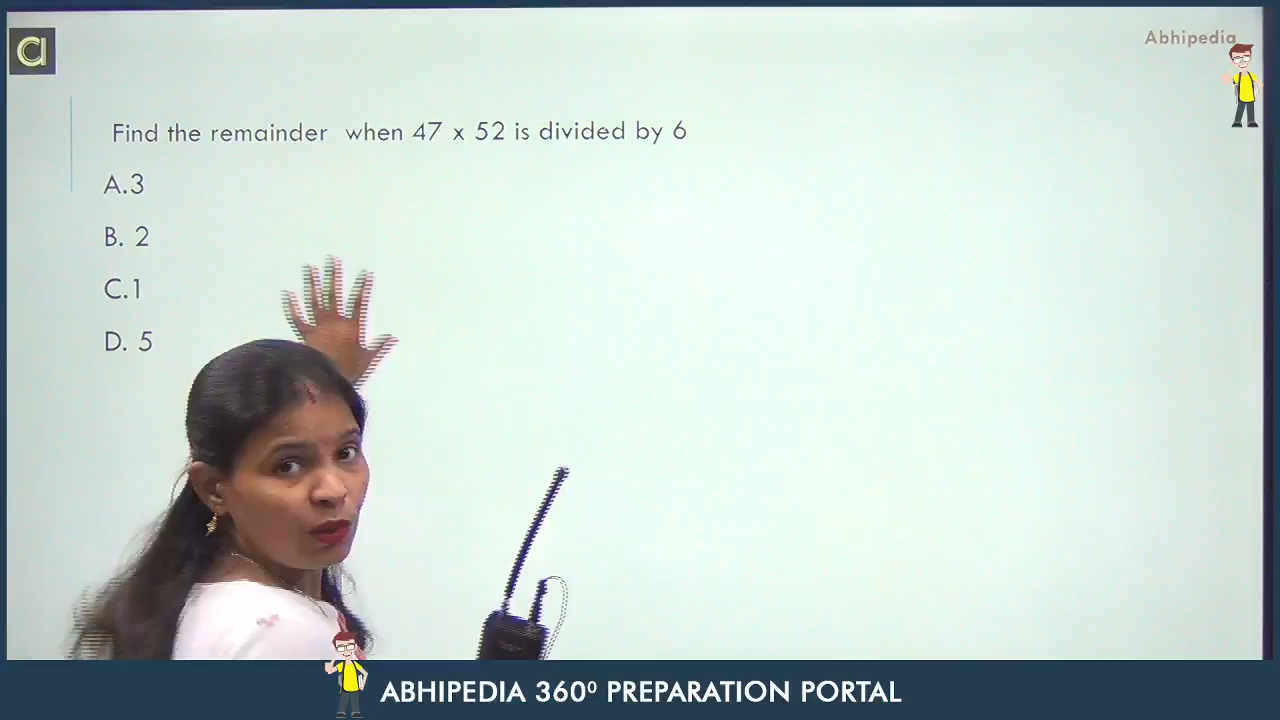 Abhipedia
Find the remainder when 47 x 52 is divided by 6
A.3
B. 2
C.1
D. 5
ABHIPEDIA 360⁰ PREPARATION PORTAL